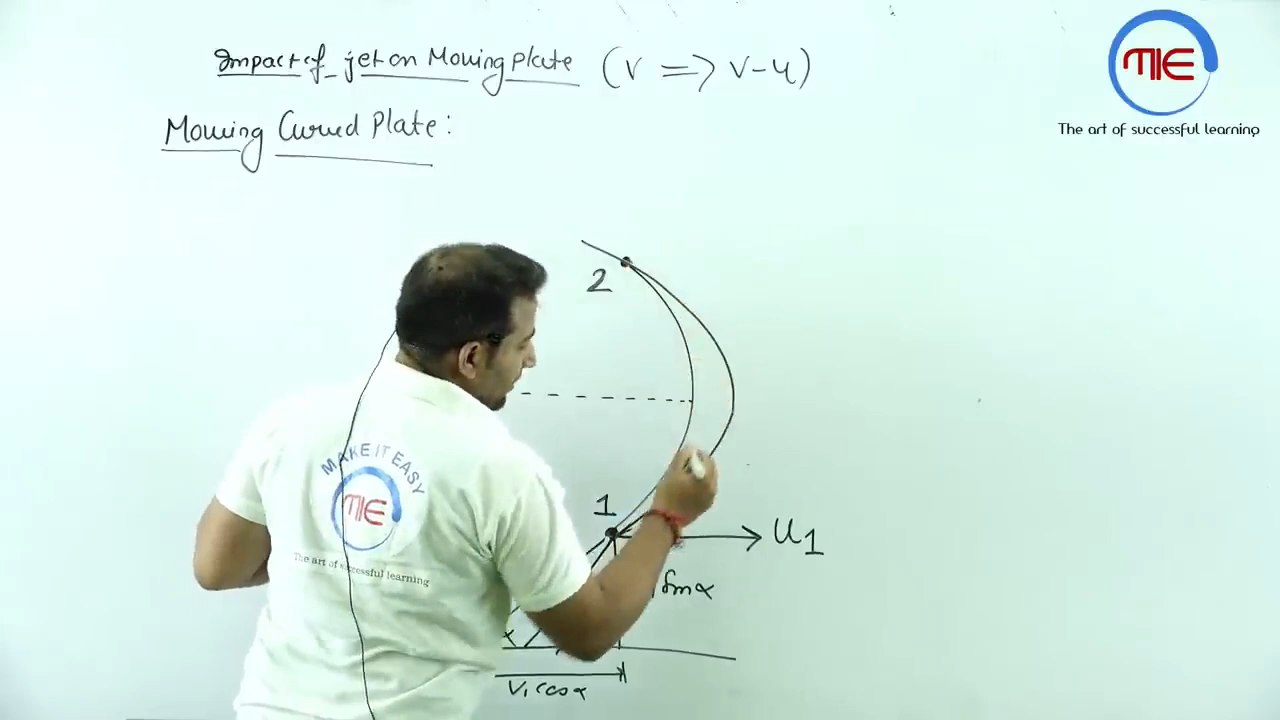 Impact of jet on Moving Plate (V => V-u)
MIE
The art of successful learning
Moving Curved Plate:
2
1
u1
Sinα
α
V1 Cosα
MAKE IT EASY
MIE
The art of successful learning